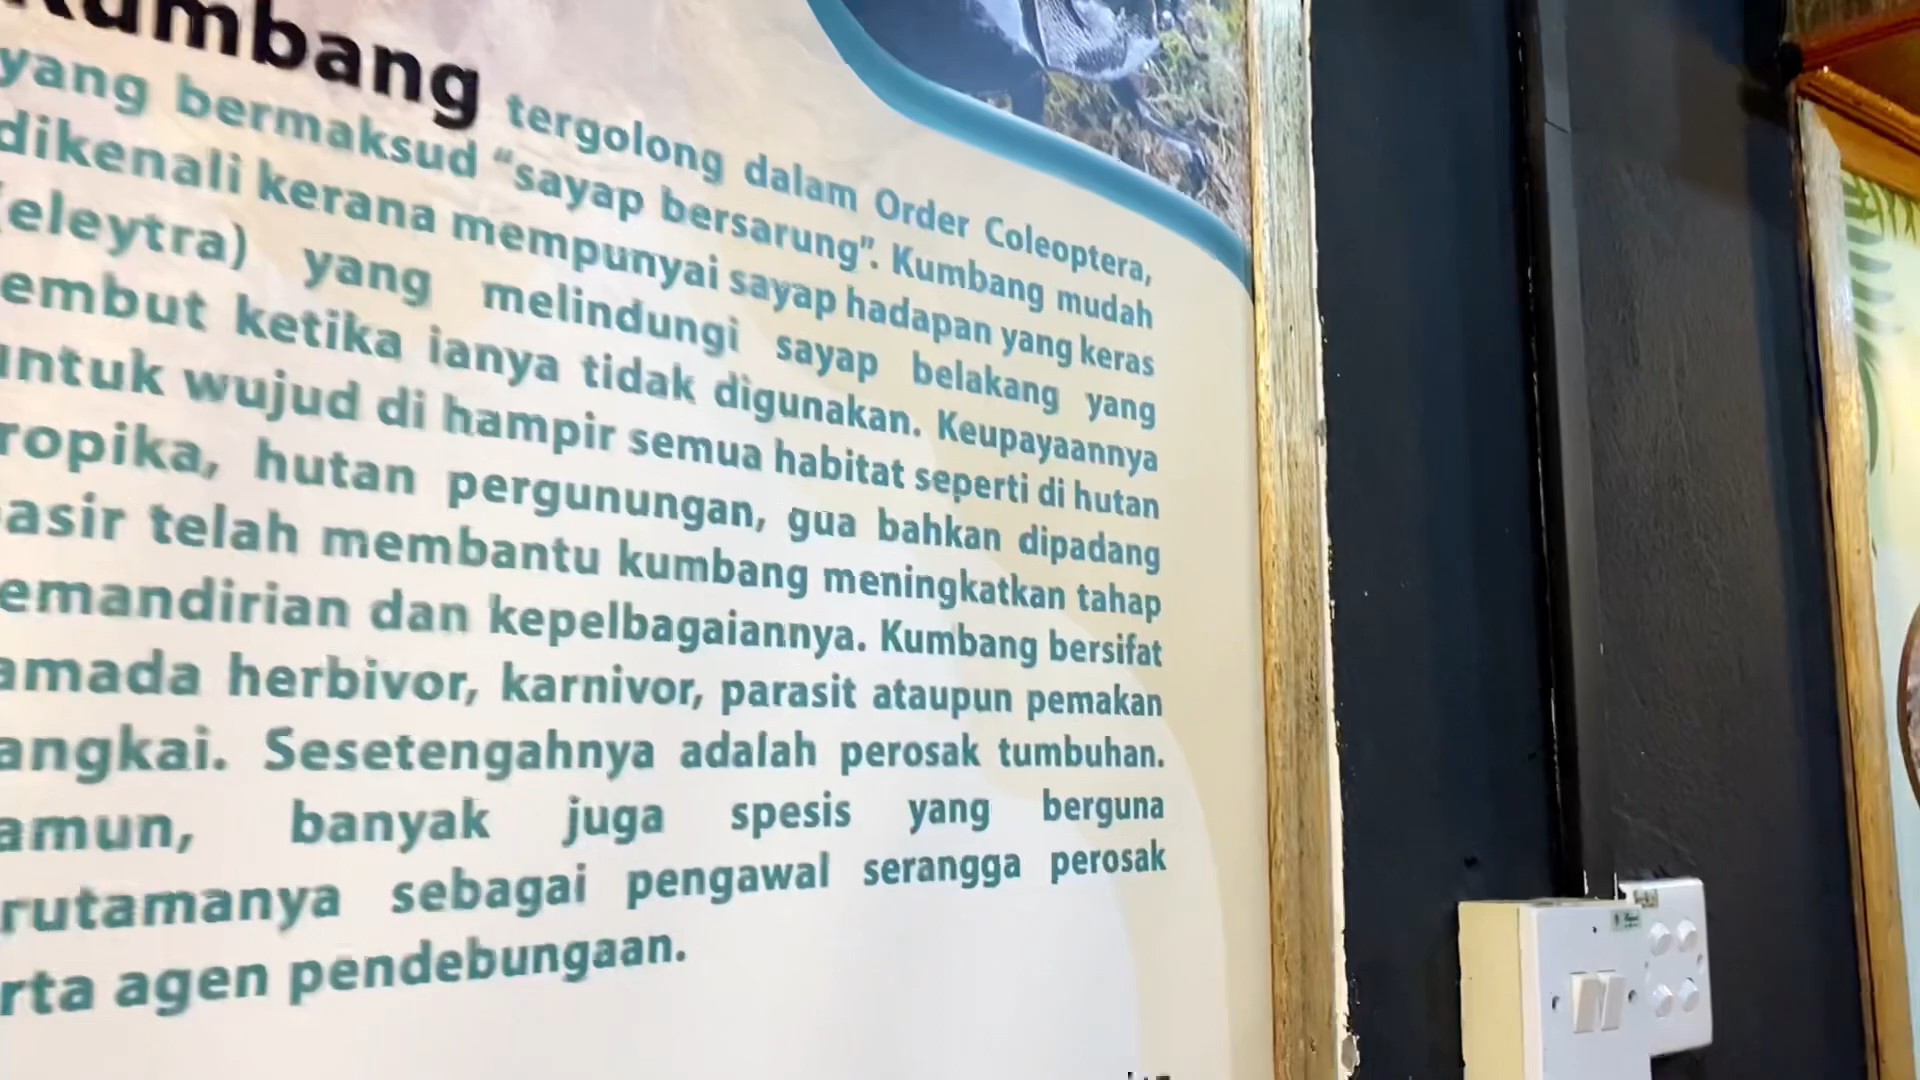 Kumbang tergolong dalam Order Coleoptera,
yang bermaksud “sayap bersarung”. Kumbang mudah
dikenali kerana mempunyai sayap hadapan yang keras
(eleytra) yang melindungi sayap belakang yang
embut ketika ianya tidak digunakan. Keupayaannya
untuk wujud di hampir semua habitat seperti di hutan
ropika, hutan pergunungan, gua bahkan dipadang
asir telah membantu kumbang meningkatkan tahap
emandirian dan kepelbagaiannya. Kumbang bersifat
amada herbivor, karnivor, parasit ataupun pemakan
angkai. Sesetengahnya adalah perosak tumbuhan.
amun, banyak juga spesis yang berguna
rutamanya sebagai pengawal serangga perosak
rta agen pendebungaan.